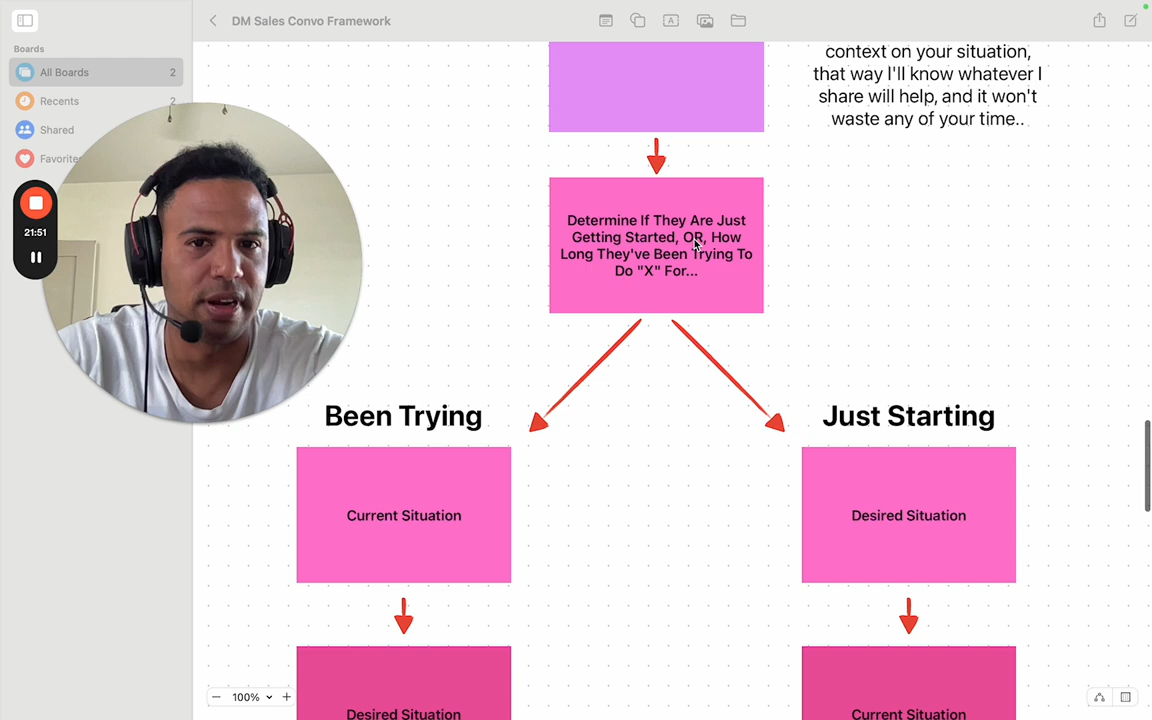 DM Sales Convo Framework
Boards
All Boards 2
Recents 2
Shared
Favorites
21:51
context on your situation,
that way I'll know whatever I
share will help, and it won't
waste any of your time..
Determine If They Are Just
Getting Started, OR, How
Long They've Been Trying To
Do "X" For...
Been Trying
Just Starting
Current Situation
Desired Situation
Desired Situation
Current Situation
100%